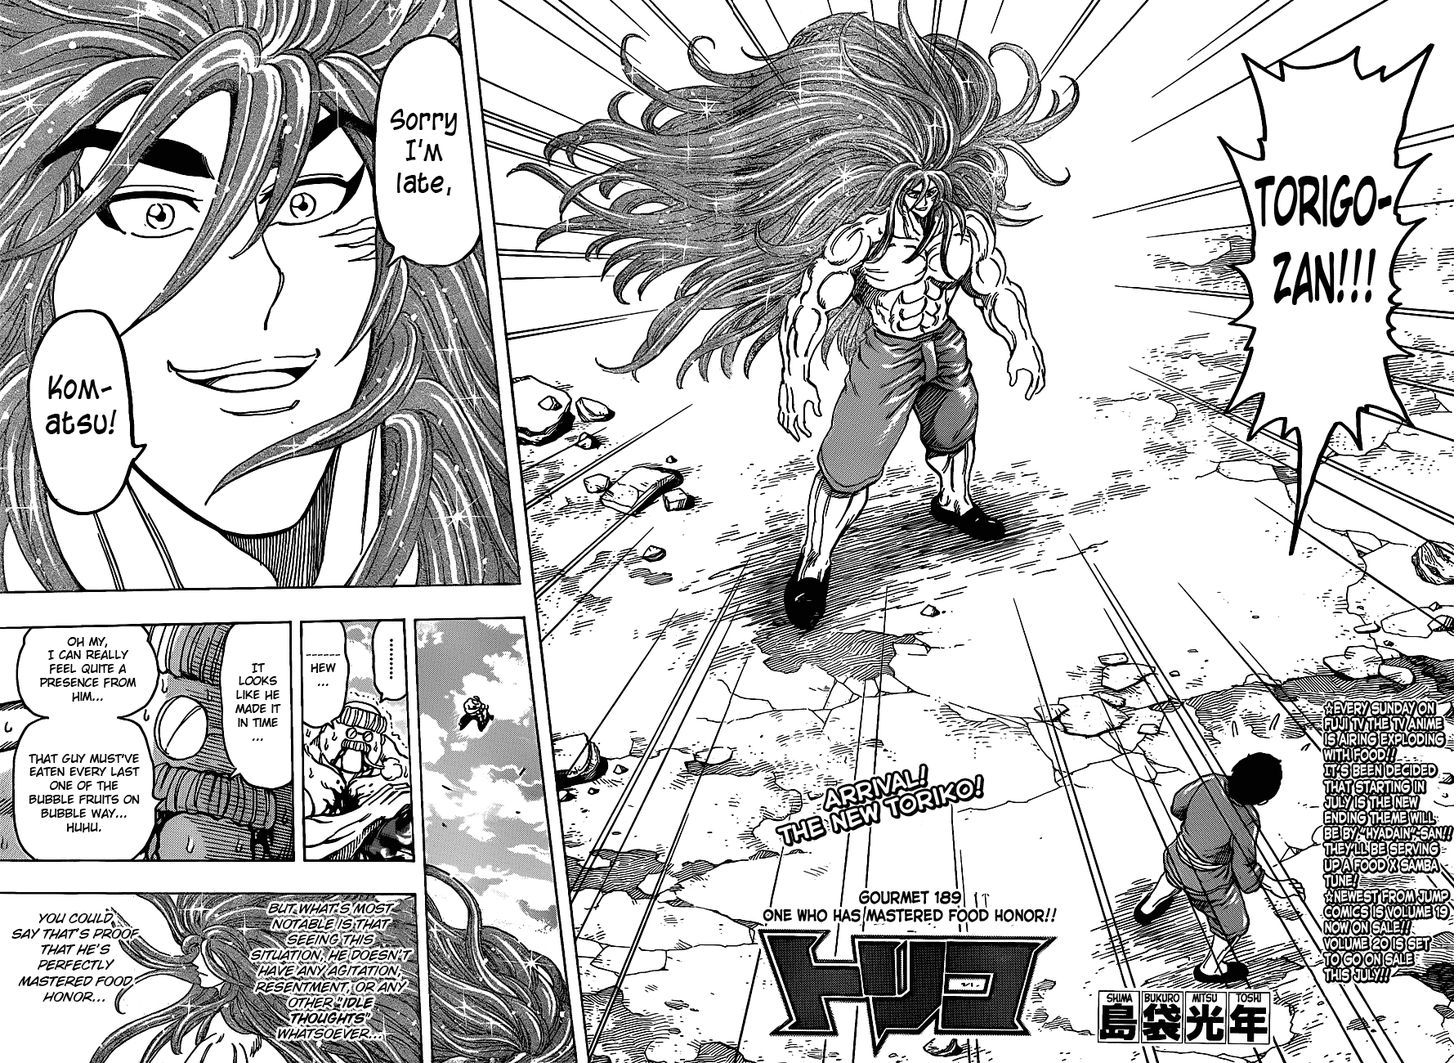 TORIGO-
ZAN!!!
Sorry
I'm
late,
Kom-
atsu!
ARRIVAL!
THE NEW TORIKO!
GOURMET 189
ONE WHO HAS MASTERED FOOD HONOR!!
トリコ
SHIMA BUKURO MITSU TOSHI
島袋光年
☆EVERY SUNDAY ON
FUJI TV THE TV ANIME
IS AIRING EXPLODING
WITH FOOD!!
IT'S BEEN DECIDED
THAT STARTING IN
JULY IS THE NEW
ENDING THEME WILL
BE BY "HYADAIN"-SAN!!
THEY'LL BE SERVING
UP A FOOD X SAMBA
TUNE!
☆NEWEST FROM JUMP
COMICS IS VOLUME 19
NOW ON SALE!!
VOLUME 20 IS SET
TO GO ON SALE
THIS JULY!!
HEW
...
IT
LOOKS
LIKE HE
MADE IT
IN TIME
...
OH MY,
I CAN REALLY
FEEL QUITE A
PRESENCE FROM
HIM...
THAT GUY MUST'VE
EATEN EVERY LAST
ONE OF THE
BUBBLE FRUITS ON
BUBBLE WAY...
HUHU.
BUT WHAT'S MOST
NOTABLE IS THAT
SEEING THIS
SITUATION, HE DOESN'T
HAVE ANY AGITATION,
RESENTMENT, OR ANY
OTHER "IDLE
THOUGHTS"
WHATSOEVER...
YOU COULD
SAY THAT'S PROOF
THAT HE'S
PERFECTLY
MASTERED FOOD
HONOR...